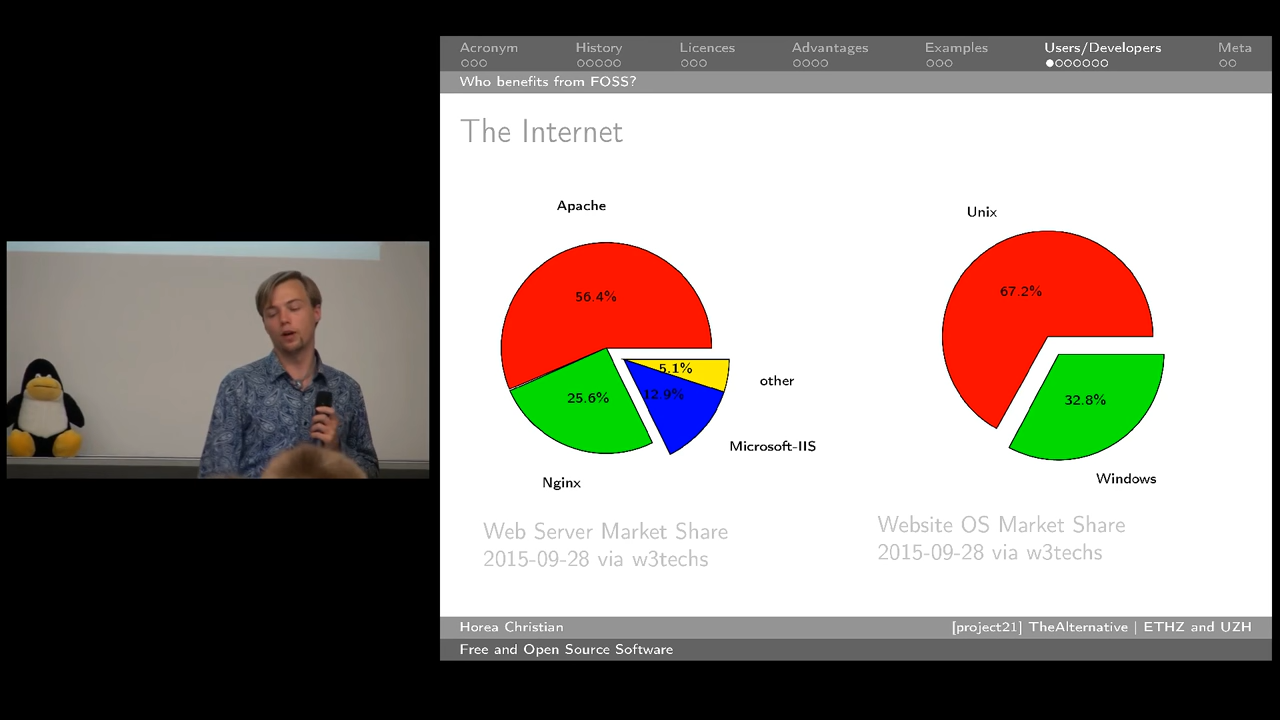 Acronym History Licences Advantages Examples Users/Developers Meta
Who benefits from FOSS?
The Internet
Apache
56.4%
25.6%
12.9%
5.1%
other
Microsoft-IIS
Nginx
Web Server Market Share
2015-09-28 via w3techs
Unix
67.2%
32.8%
Windows
Website OS Market Share
2015-09-28 via w3techs
Horea Christian [project21] TheAlternative | ETHZ and UZH
Free and Open Source Software